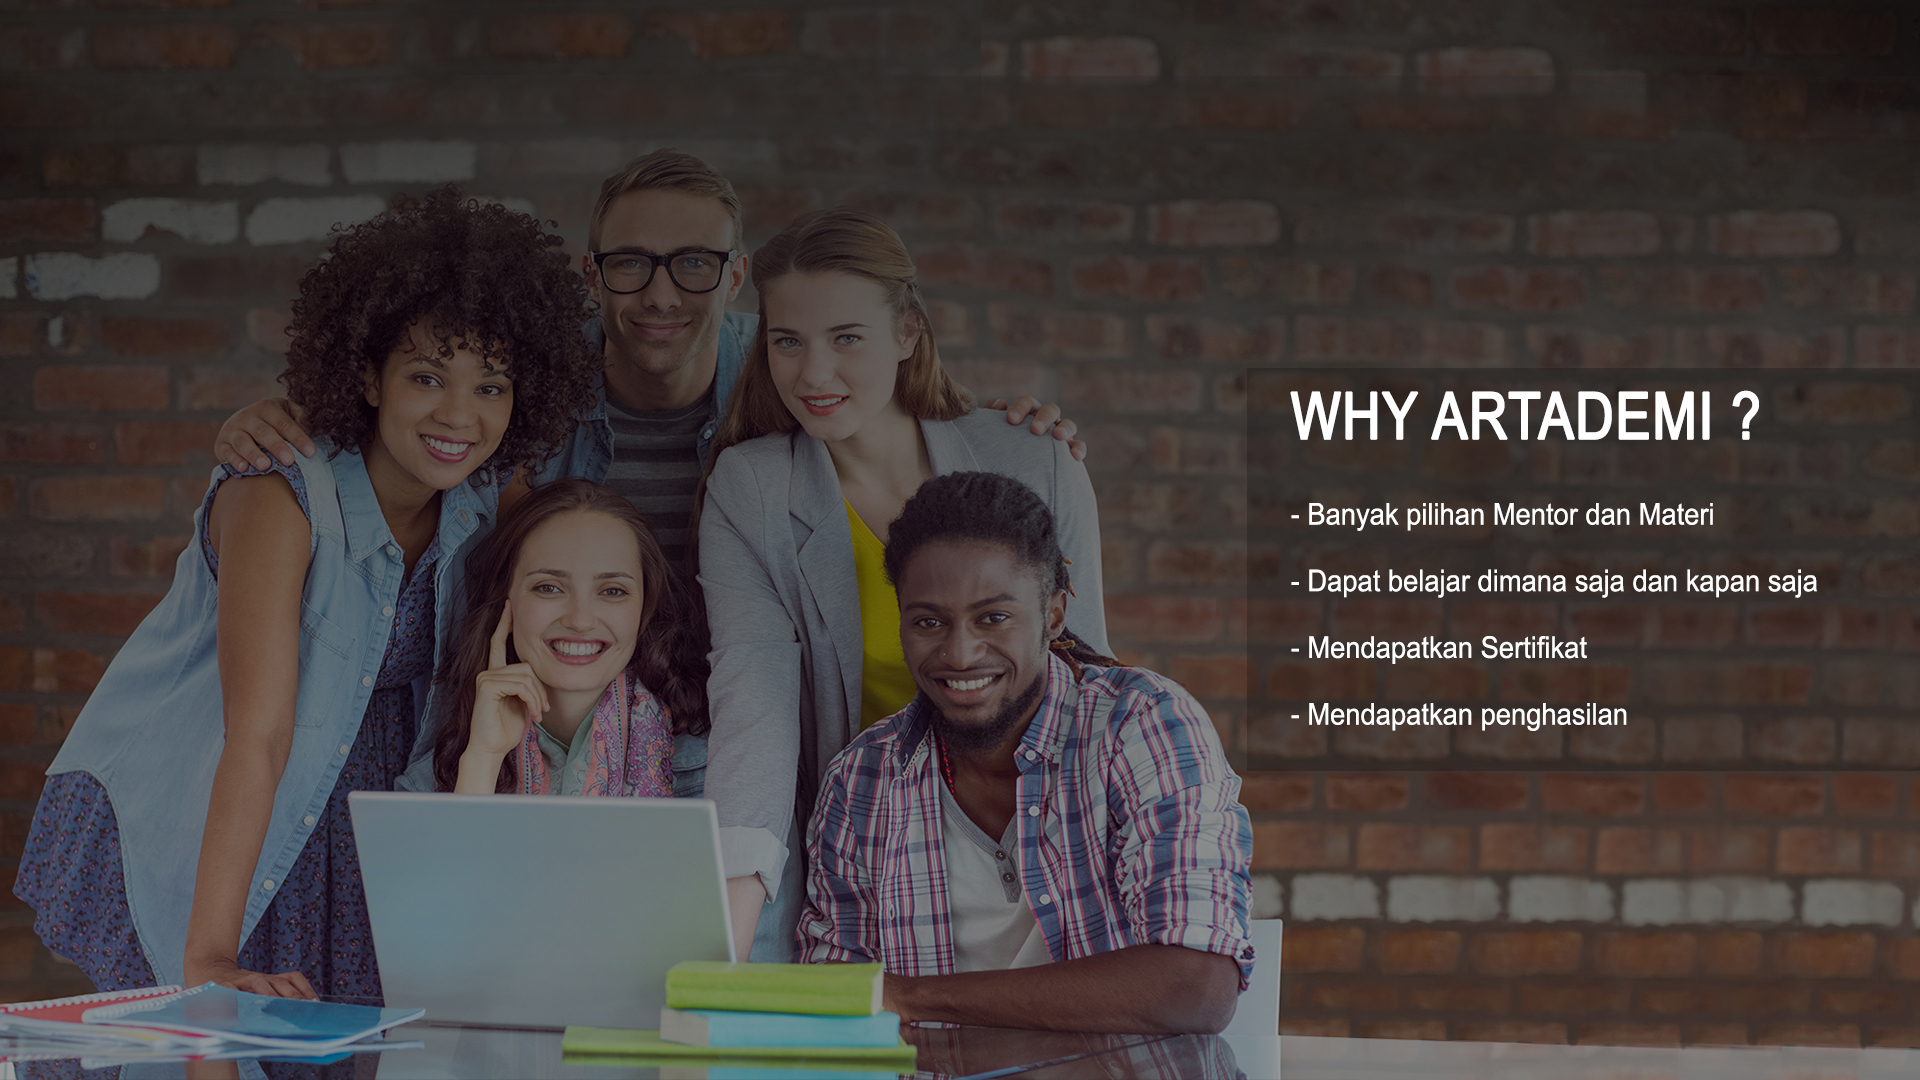 WHY ARTADEMI ?
- Banyak pilihan Mentor dan Materi
- Dapat belajar dimana saja dan kapan saja
- Mendapatkan Sertifikat
- Mendapatkan penghasilan